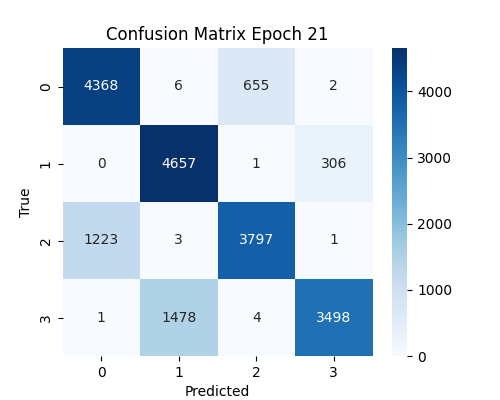 Confusion Matrix Epoch 21
0 4368 6 655 2
1 0 4657 1 306
2 1223 3 3797 1
3 1 1478 4 3498
0 1 2 3
True
Predicted
4000
3000
2000
1000
0